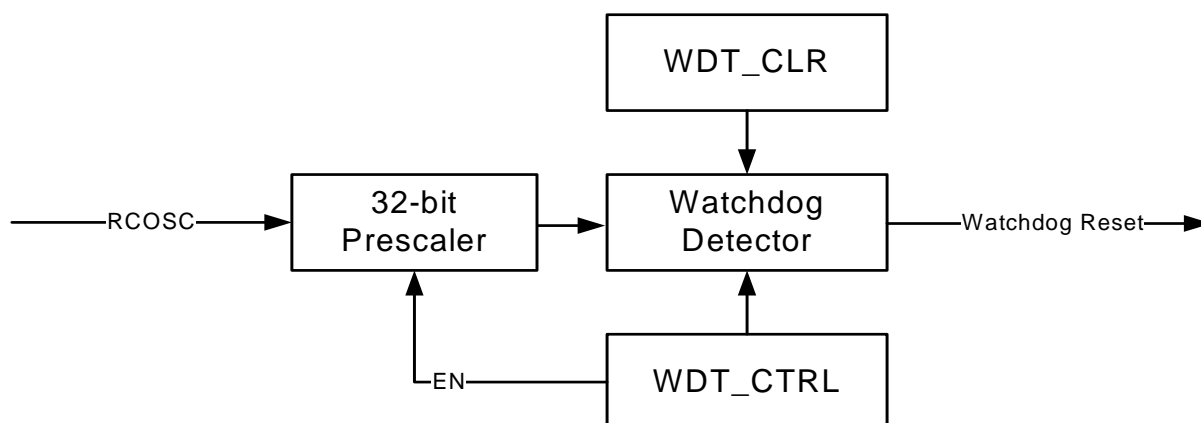 WDT_CLR
RCOSC
32-bit
Prescaler
Watchdog
Detector
Watchdog Reset
EN
WDT_CTRL